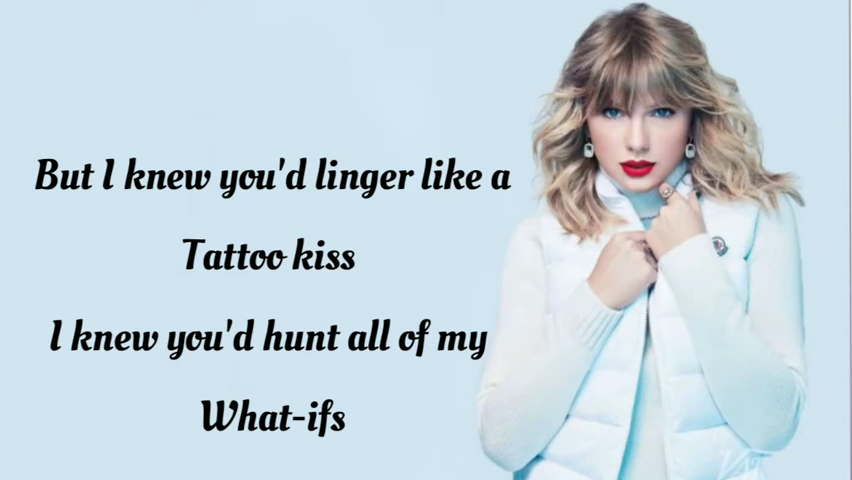 But I knew you'd linger like a
Tattoo kiss
I knew you'd hunt all of my
What-ifs